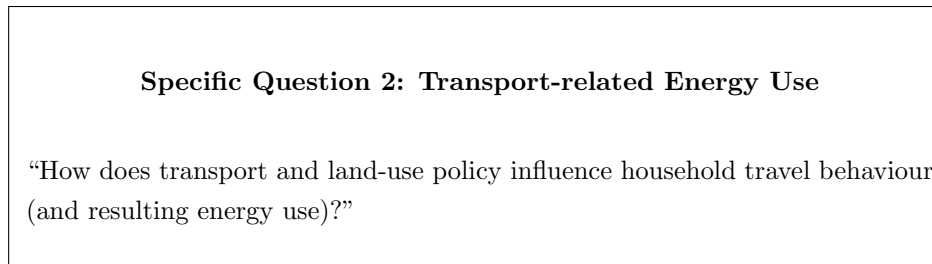 Specific Question 2: Transport-related Energy Use
“How does transport and land-use policy influence household travel behaviour
(and resulting energy use)?”